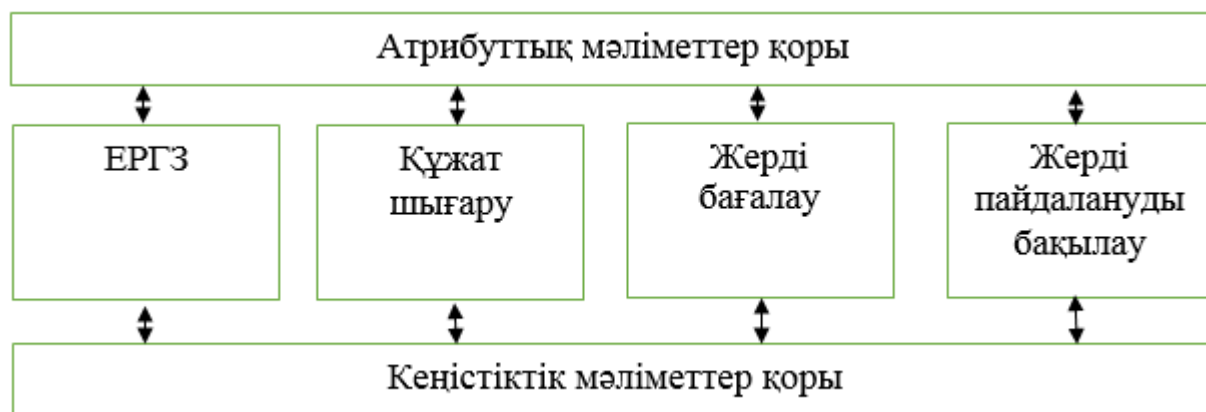 Атрибуттық мәліметтер қоры
ЕРГЗ
Құжат
шығару
Жерді
бағалау
Жерді
пайдалануды
бақылау
Кеңістіктік мәліметтер қоры